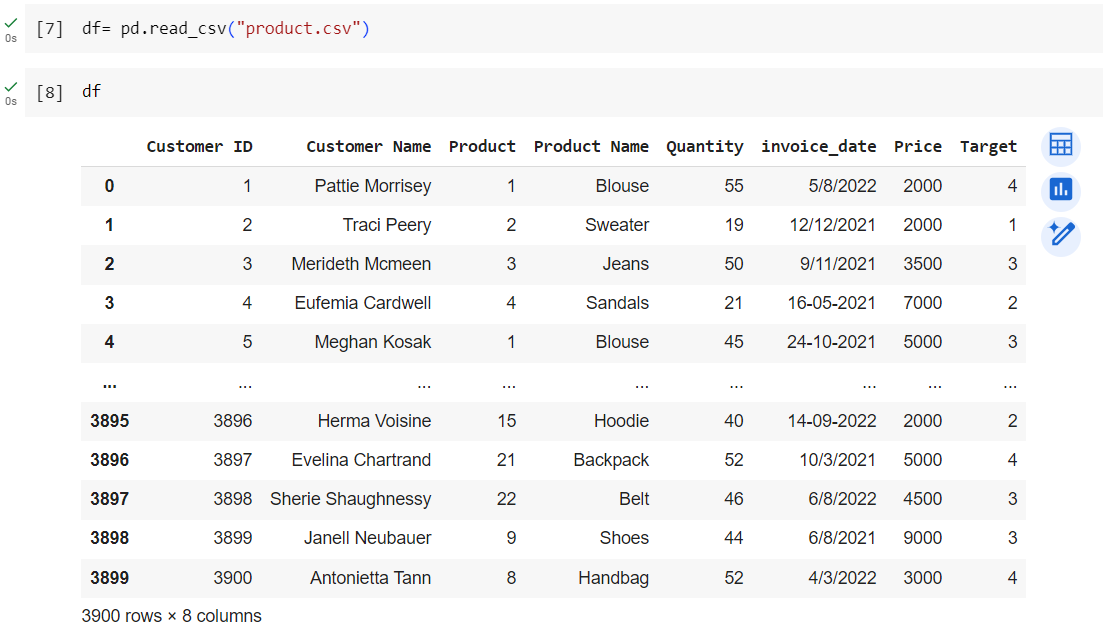 [7] df= pd.read_csv("product.csv")
0s
[8] df
0s
Customer ID Customer Name Product Product Name Quantity invoice_date Price Target
0 1 Pattie Morrisey 1 Blouse 55 5/8/2022 2000 4
1 2 Traci Peery 2 Sweater 19 12/12/2021 2000 1
2 3 Merideth Mcmeen 3 Jeans 50 9/11/2021 3500 3
3 4 Eufemia Cardwell 4 Sandals 21 16-05-2021 7000 2
4 5 Meghan Kosak 1 Blouse 45 24-10-2021 5000 3
... ... ... ... ... ... ... ... ...
3895 3896 Herma Voisine 15 Hoodie 40 14-09-2022 2000 2
3896 3897 Evelina Chartrand 21 Backpack 52 10/3/2021 5000 4
3897 3898 Sherie Shaughnessy 22 Belt 46 6/8/2022 4500 3
3898 3899 Janell Neubauer 9 Shoes 44 6/8/2021 9000 3
3899 3900 Antonietta Tann 8 Handbag 52 4/3/2022 3000 4
3900 rows × 8 columns